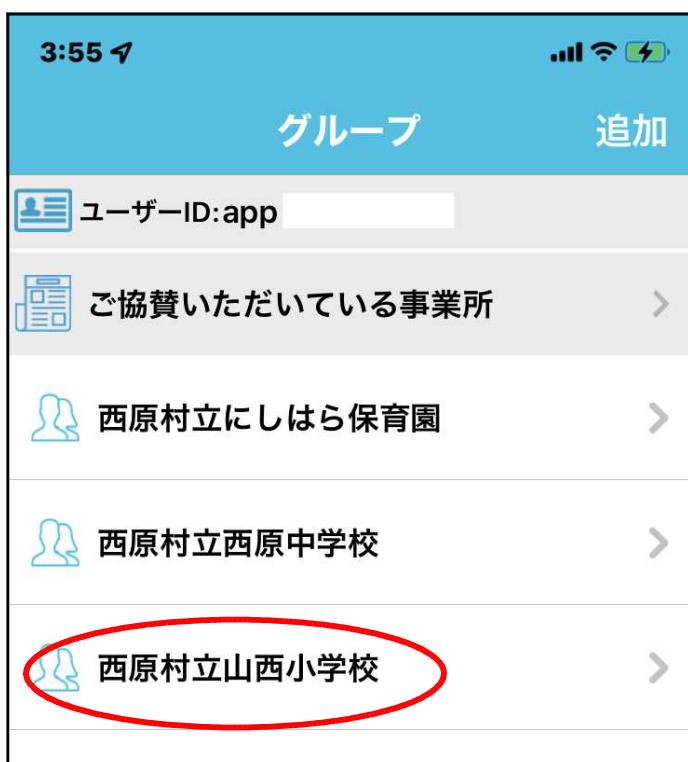 3:55
グループ
追加
ユーザーID:app
ご協賛いただいている事業所
西原村立にしはら保育園
西原村立西原中学校
西原村立山西小学校